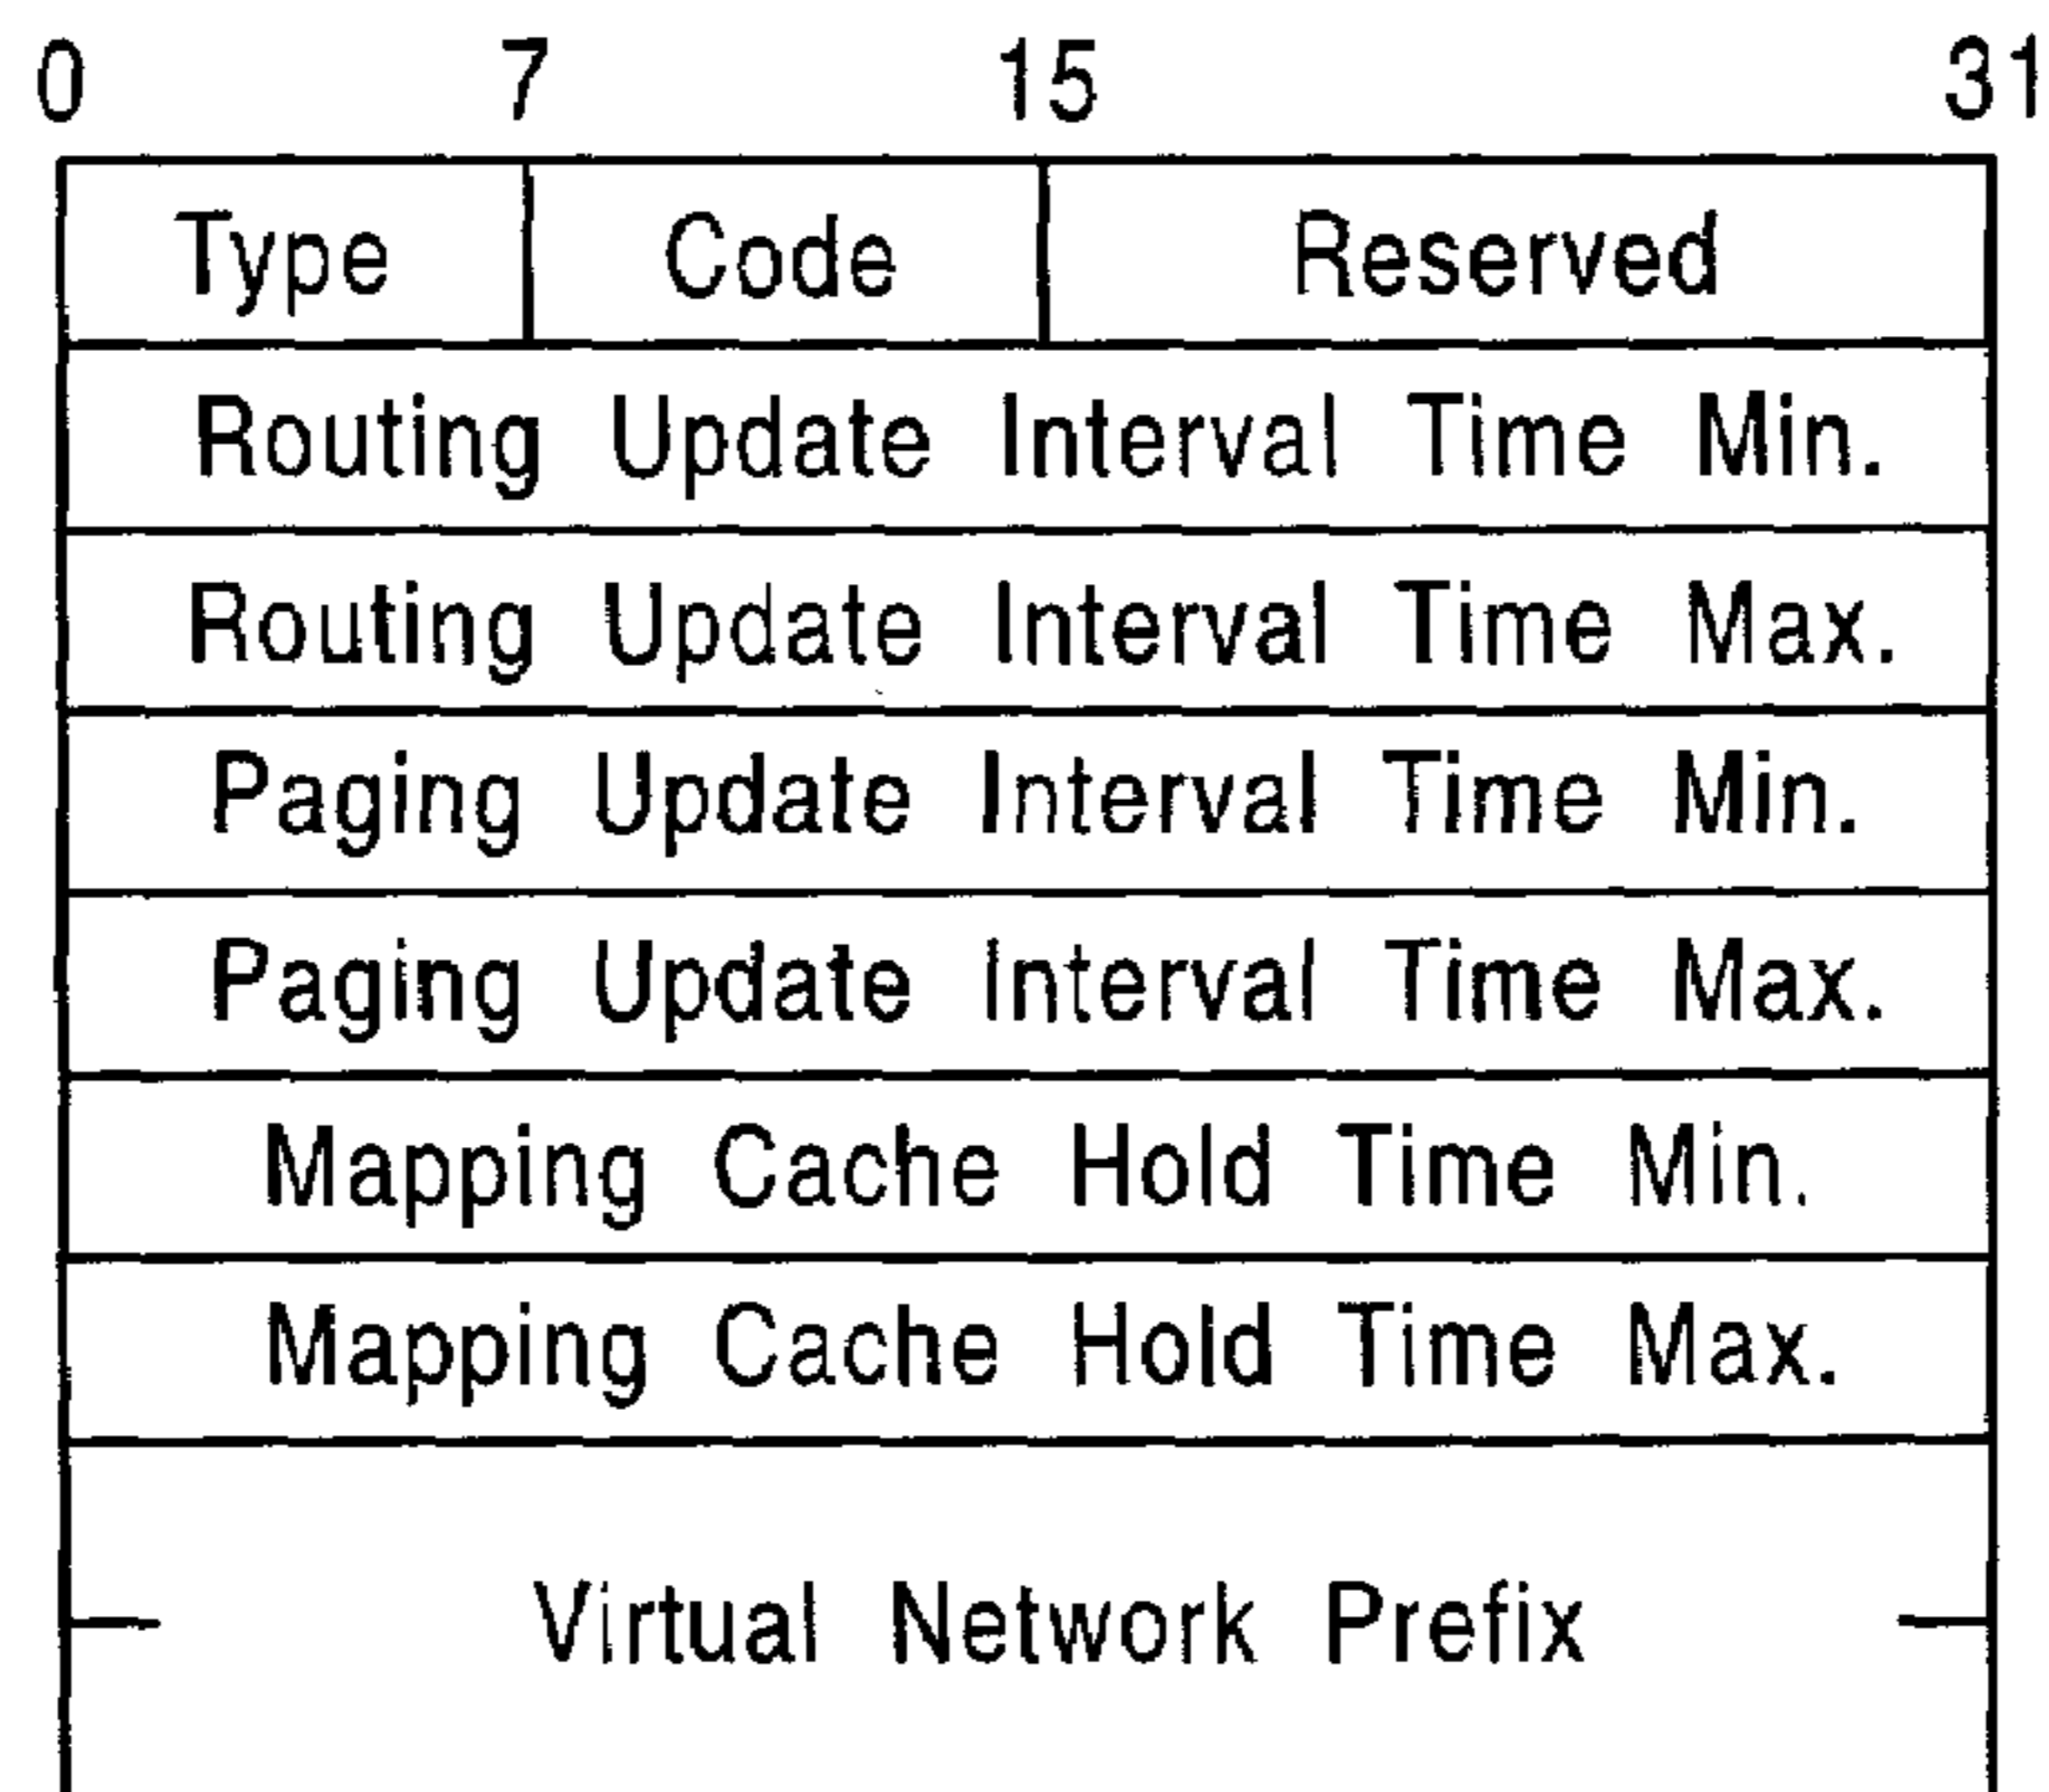 0 7 15 31
Type Code Reserved
Routing Update Interval Time Min.
Routing Update Interval Time Max.
Paging Update Interval Time Min.
Paging Update Interval Time Max.
Mapping Cache Hold Time Min.
Mapping Cache Hold Time Max.
Virtual Network Prefix